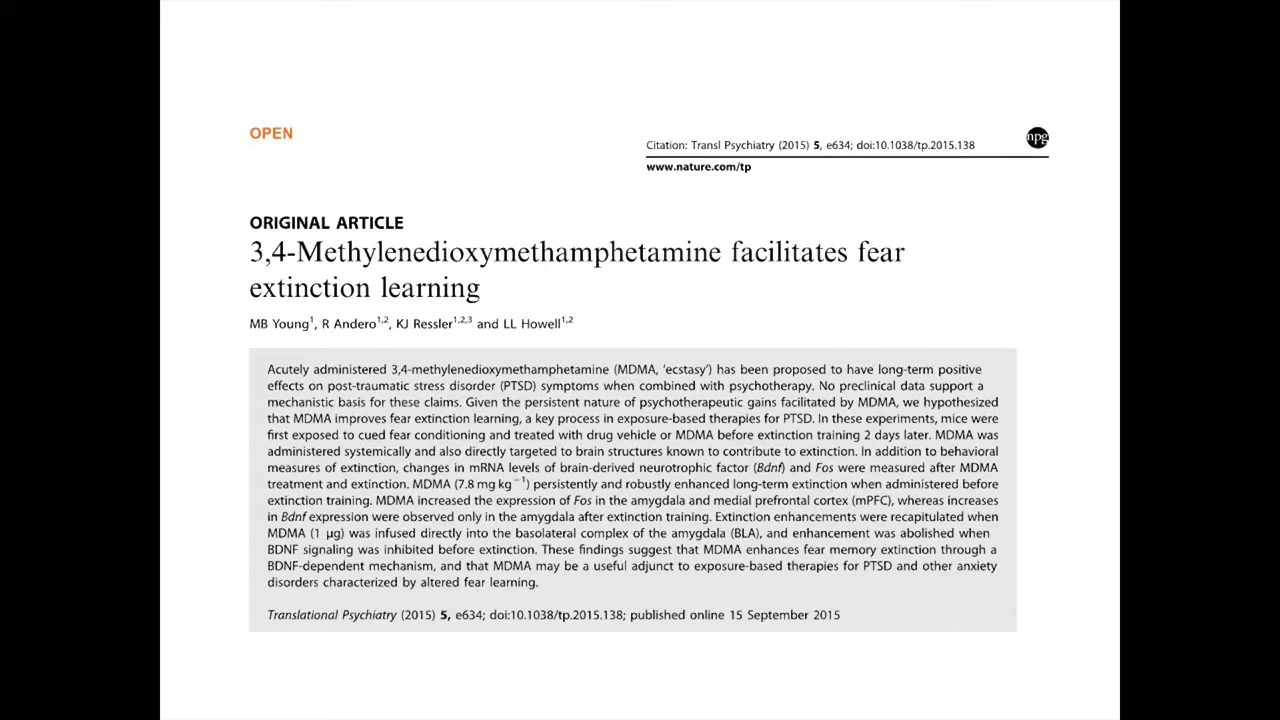 OPEN
Citation: Transl Psychiatry (2015) 5, e634; doi:10.1038/tp.2015.138
npg
www.nature.com/tp
ORIGINAL ARTICLE
3,4-Methylenedioxymethamphetamine facilitates fear
extinction learning
MB Young1, R Andero1,2, KJ Ressler1,2,3 and LL Howell1,2
Acutely administered 3,4-methylenedioxymethamphetamine (MDMA, 'ecstasy') has been proposed to have long-term positive
effects on post-traumatic stress disorder (PTSD) symptoms when combined with psychotherapy. No preclinical data support a
mechanistic basis for these claims. Given the persistent nature of psychotherapeutic gains facilitated by MDMA, we hypothesized
that MDMA improves fear extinction learning, a key process in exposure-based therapies for PTSD. In these experiments, mice were
first exposed to cued fear conditioning and treated with drug vehicle or MDMA before extinction training 2 days later. MDMA was
administered systemically and also directly targeted to brain structures known to contribute to extinction. In addition to behavioral
measures of extinction, changes in mRNA levels of brain-derived neurotrophic factor (Bdnf) and Fos were measured after MDMA
treatment and extinction. MDMA (7.8 mg kg−1) persistently and robustly enhanced long-term extinction when administered before
extinction training. MDMA increased the expression of Fos in the amygdala and medial prefrontal cortex (mPFC), whereas increases
in Bdnf expression were observed only in the amygdala after extinction training. Extinction enhancements were recapitulated when
MDMA (1 μg) was infused directly into the basolateral complex of the amygdala (BLA), and enhancement was abolished when
BDNF signaling was inhibited before extinction. These findings suggest that MDMA enhances fear memory extinction through a
BDNF-dependent mechanism, and that MDMA may be a useful adjunct to exposure-based therapies for PTSD and other anxiety
disorders characterized by altered fear learning.
Translational Psychiatry (2015) 5, e634; doi:10.1038/tp.2015.138; published online 15 September 2015